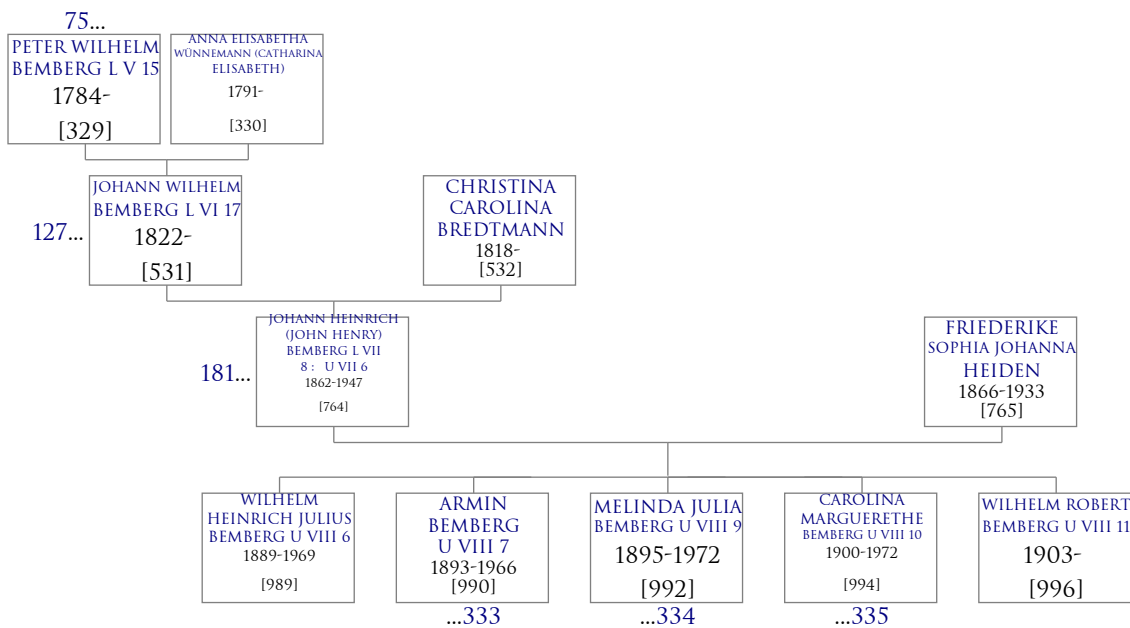 75...
PETER WILHELM
BEMBERG L V 15
1784-
[329]
ANNA ELISABETHA
WÜNNEMANN (CATHARINA
ELISABETH)
1791-
[330]
127...
JOHANN WILHELM
BEMBERG L VI 17
1822-
[531]
CHRISTINA
CAROLINA
BREDTMANN
1818-
[532]
181...
JOHANN HEINRICH
(JOHN HENRY)
BEMBERG L VII
8 : U VII 6
1862-1947
[764]
FRIEDERIKE
SOPHIA JOHANNA
HEIDEN
1866-1933
[765]
WILHELM
HEINRICH JULIUS
BEMBERG U VIII 6
1889-1969
[989]
ARMIN
BEMBERG
U VIII 7
1893-1966
[990]
...333
MELINDA JULIA
BEMBERG U VIII 9
1895-1972
[992]
...334
CAROLINA
MARGUERETHE
BEMBERG U VIII 10
1900-1972
[994]
...335
WILHELM ROBERT
BEMBERG U VIII 11
1903-
[996]